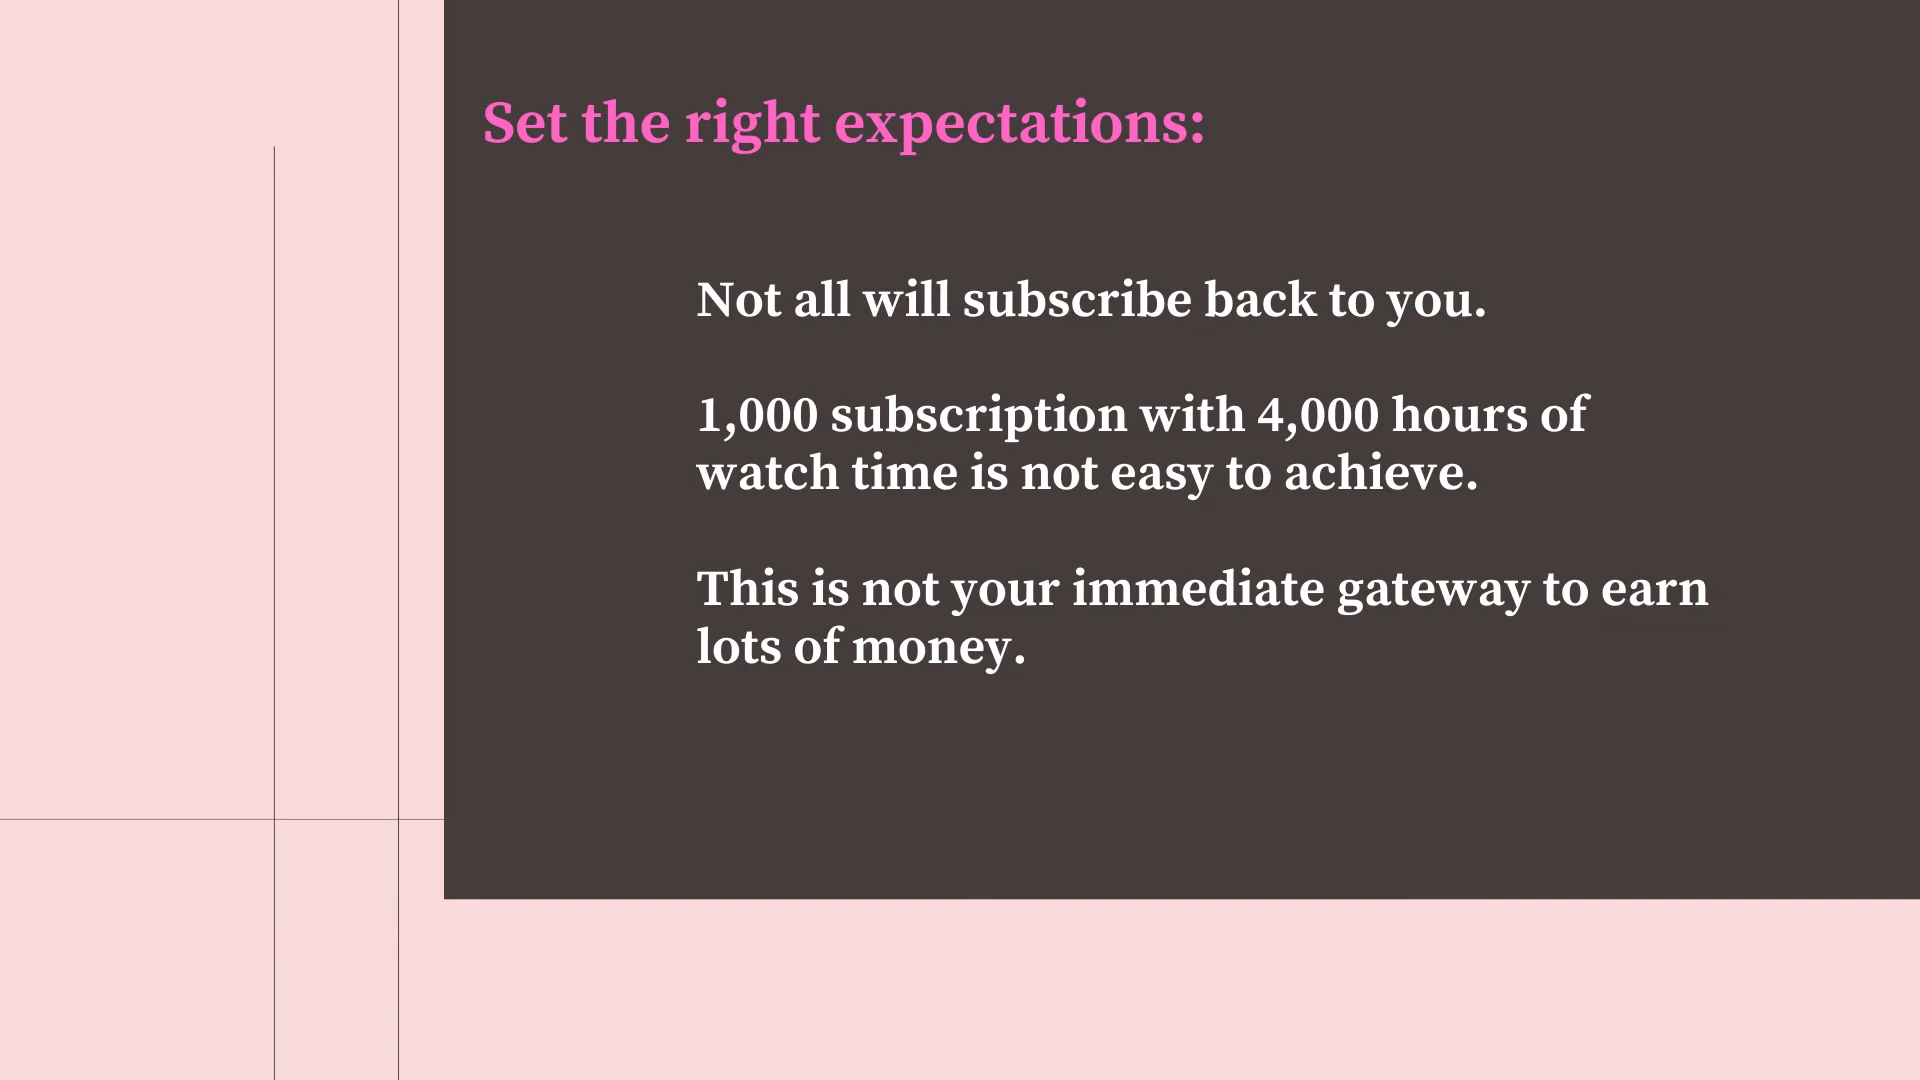 Set the right expectations:
Not all will subscribe back to you.
1,000 subscription with 4,000 hours of
watch time is not easy to achieve.
This is not your immediate gateway to earn
lots of money.